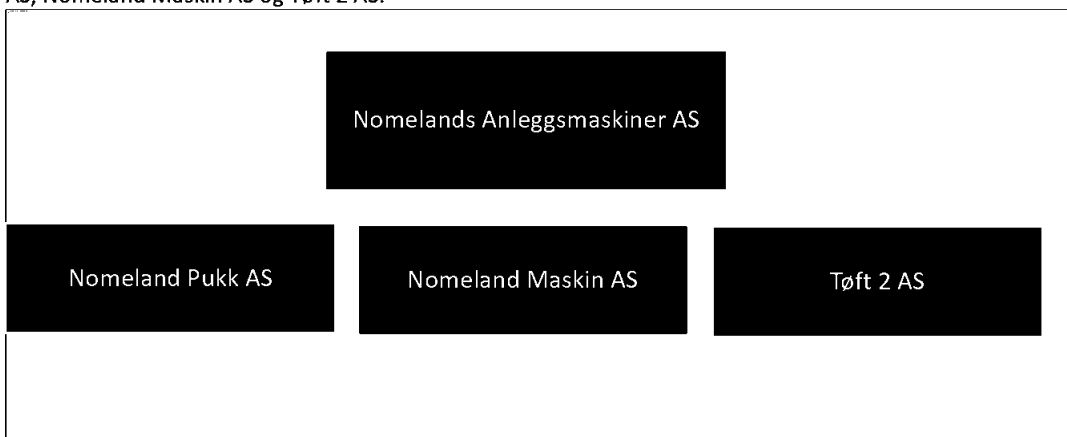 AS, Nomeland Maskin AS og Tøft 2 AS.
Nomelands Anleggsmaskiner AS
Nomeland Pukk AS
Nomeland Maskin AS
Tøft 2 AS